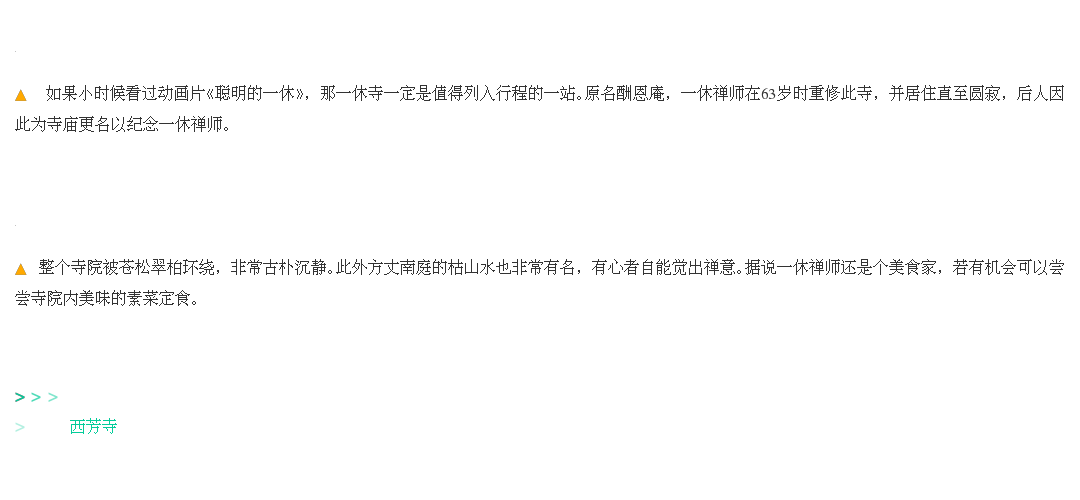 ▲ 如果小时候看过动画片《聪明的一休》，那一休寺一定是值得列入行程的一站。原名酬恩庵，一休禅师在63岁时重修此寺，并居住直至圆寂，后人因
此为寺庙更名以纪念一休禅师。
▲ 整个寺院被苍松翠柏环绕，非常古朴沉静。此外方丈南庭的枯山水也非常有名，有心者自能觉出禅意。据说一休禅师还是个美食家，若有机会可以尝
尝寺院内美味的素菜定食。
> > >
> 西芳寺